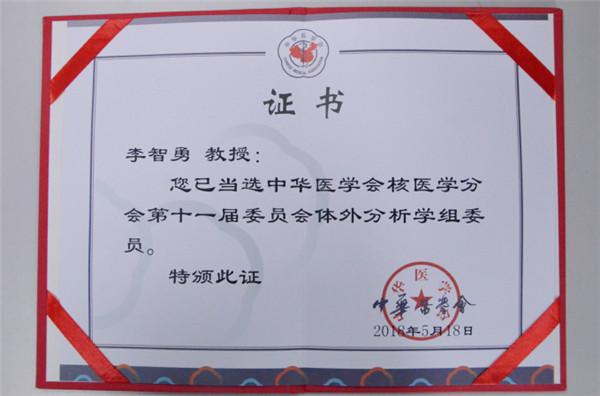 证书
李智勇 教授：
您已当选中华医学会核医学分
会第十一届委员会体外分析学组委
员。
特颁此证
中华医学会
2018年5月18日